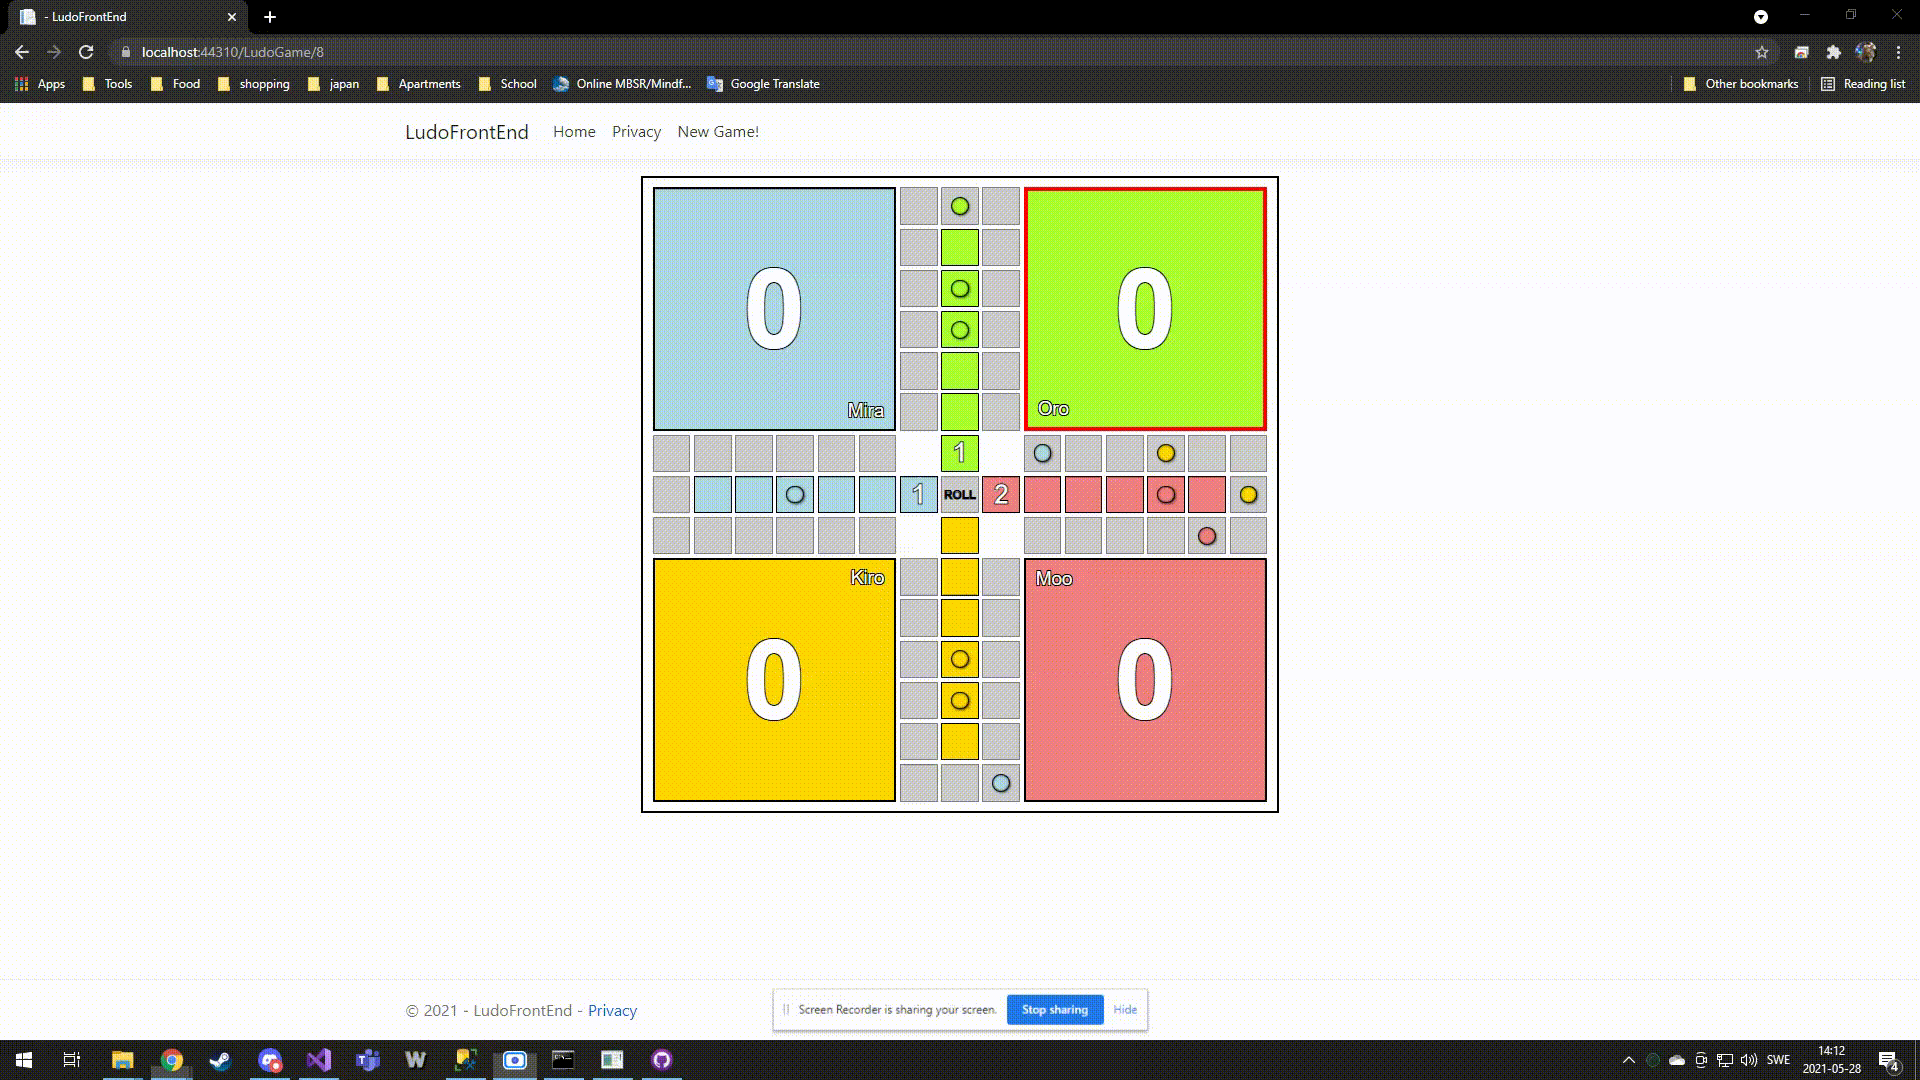 - LudoFrontEnd
localhost:44310/LudoGame/8
Apps Tools Food shopping japan Apartments School Online MBSR/Mindf... Google Translate Other bookmarks Reading list
LudoFrontEnd Home Privacy New Game!
0 0
Mira Oro
1
1 ROLL 2
Kiro Moo
0 0
© 2021 - LudoFrontEnd - Privacy
Screen Recorder is sharing your screen. Stop sharing Hide
W SWE 14:12
2021-05-28 4